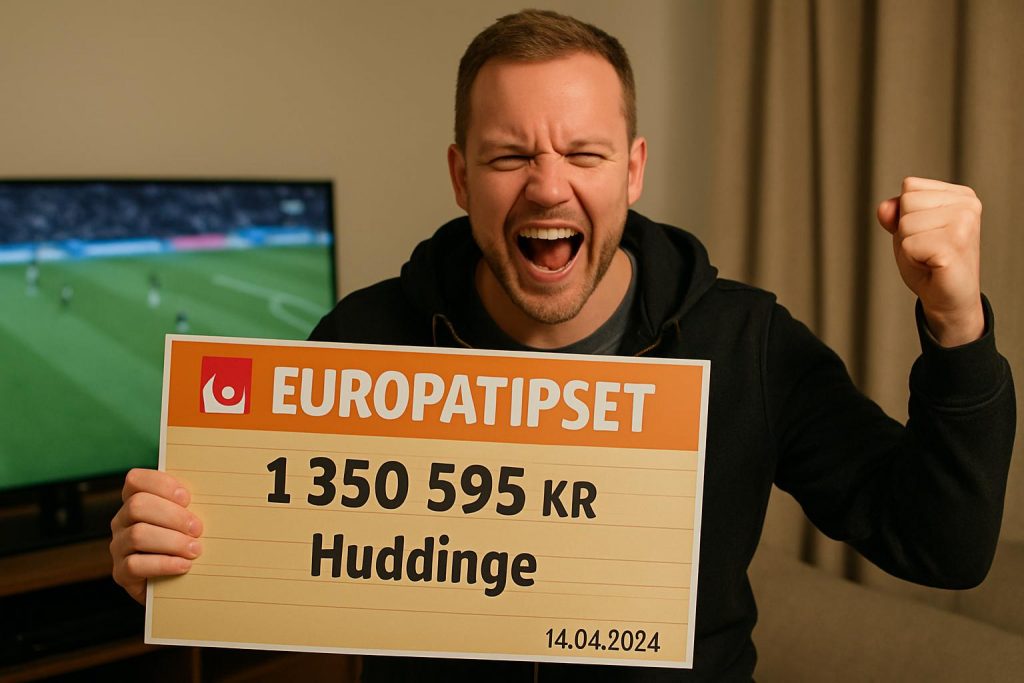 EUROPATIPSET
1 350 595 KR
Huddinge
14.04.2024